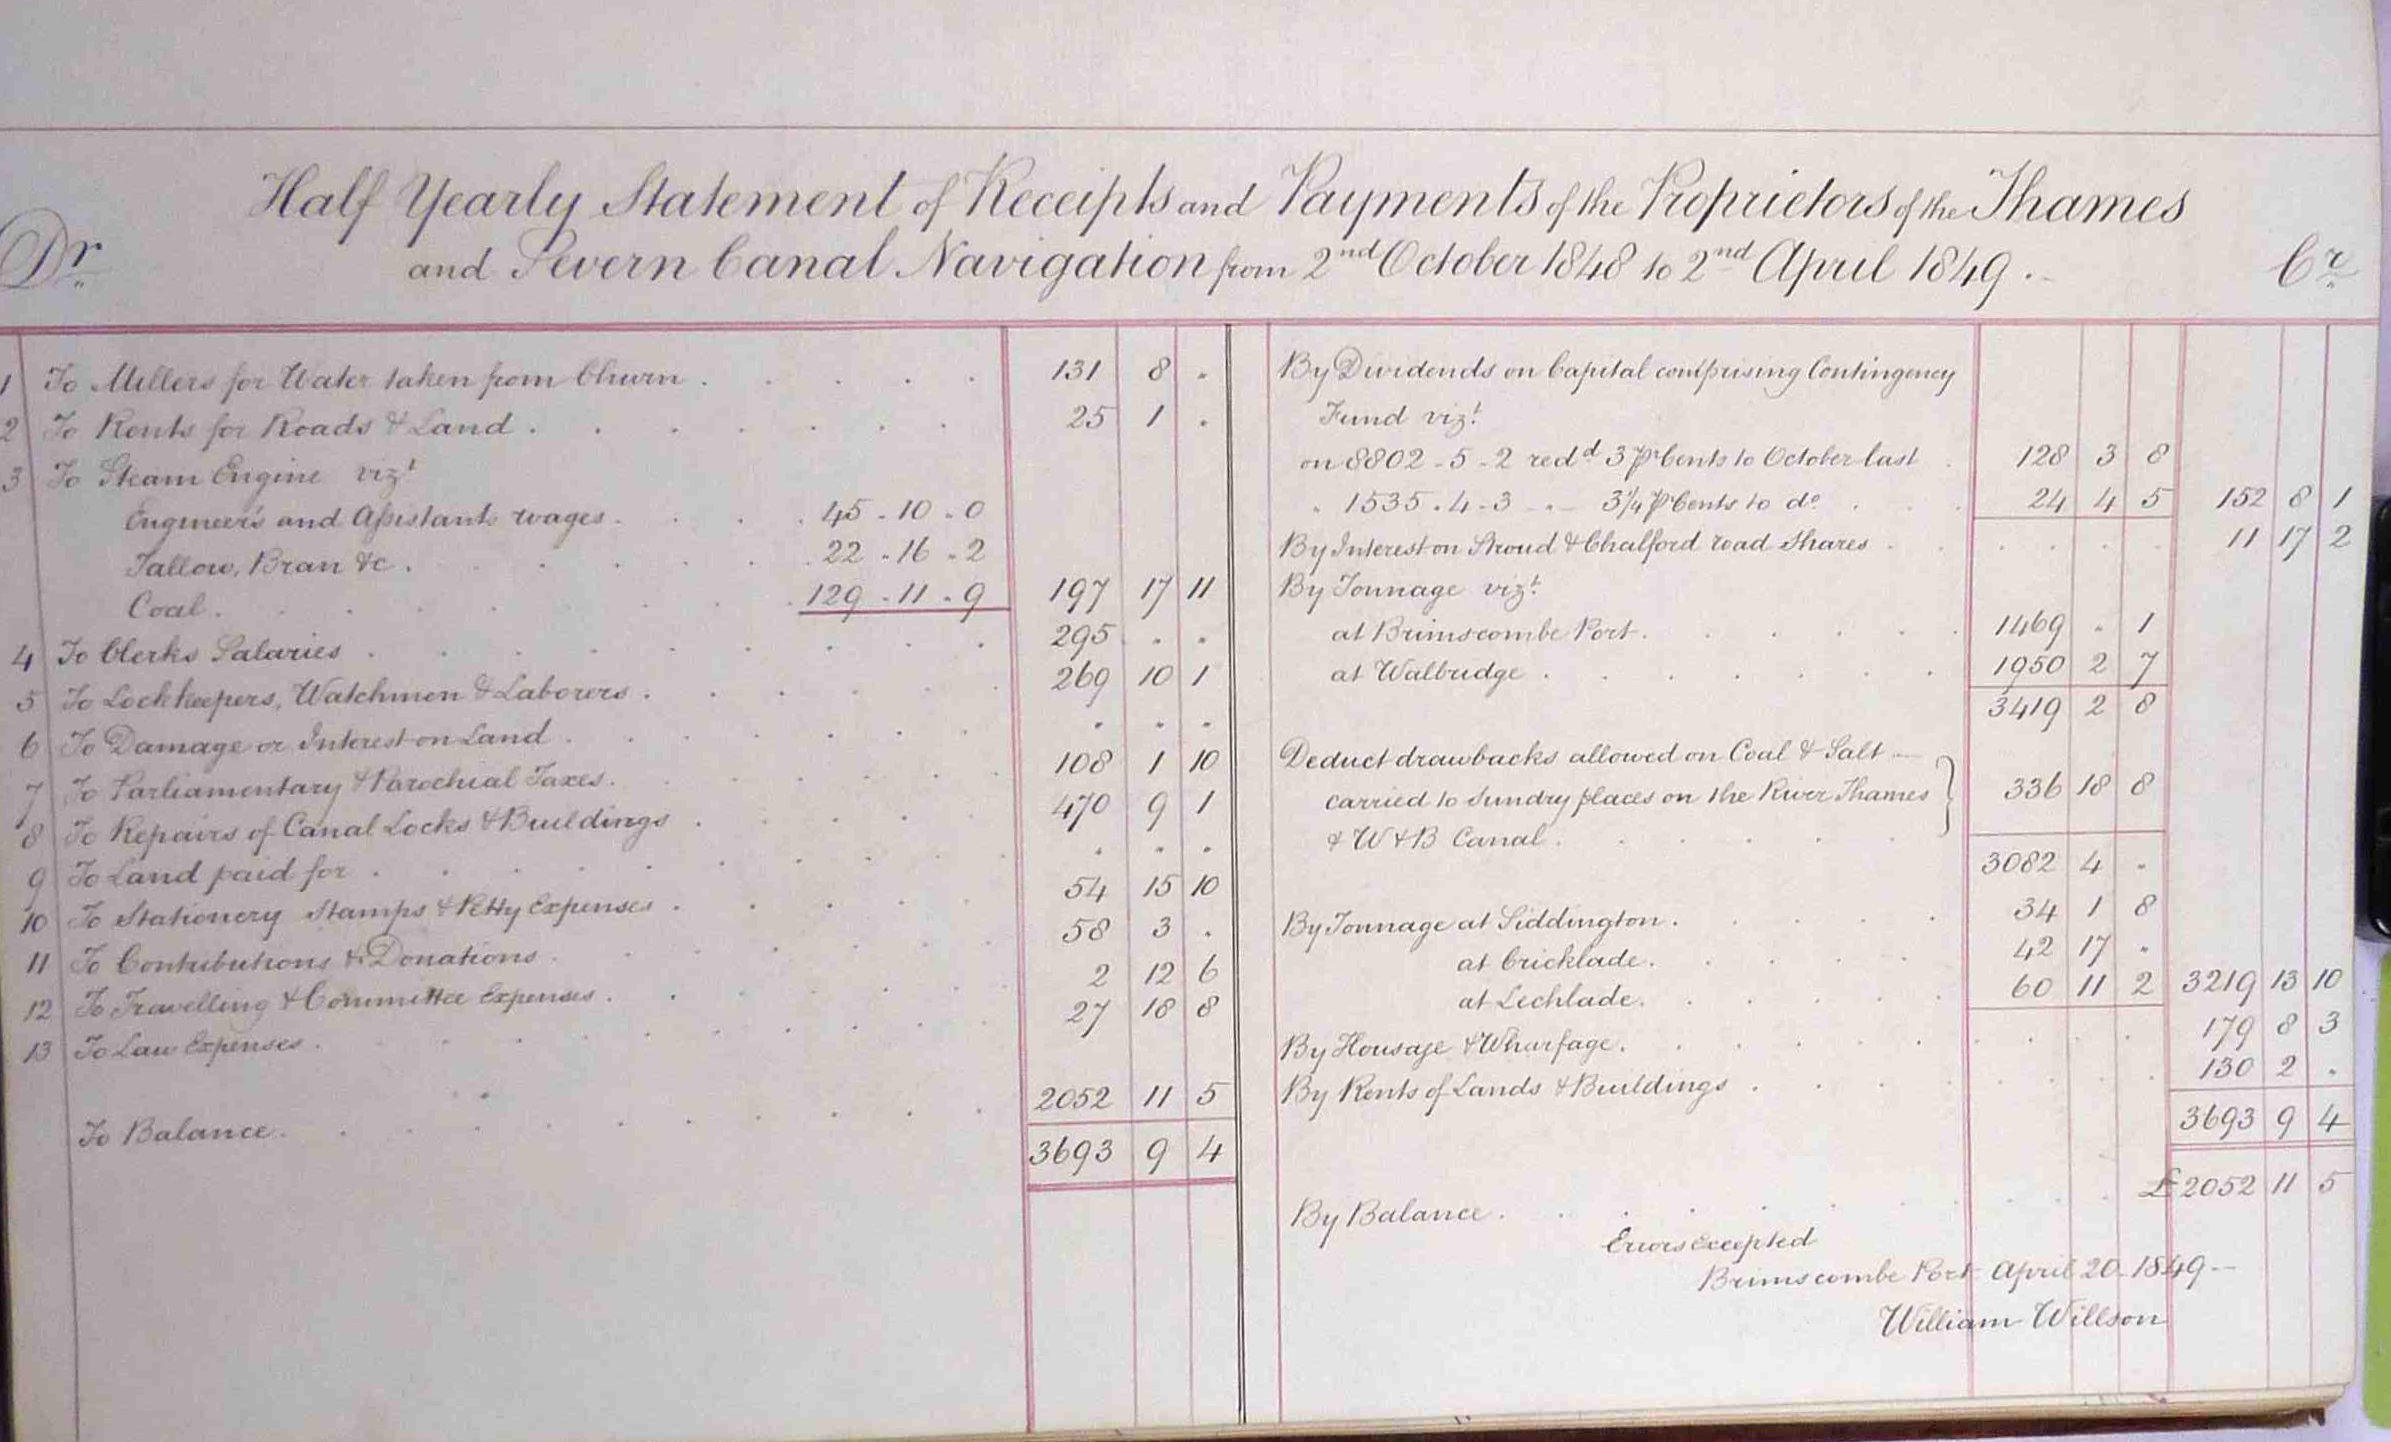 Half Yearly Statement of Receipts and Payments of the Proprietors of the Thames
Dr and Severn Canal Navigation from 2nd October 1848 to 2nd April 1849. Cr
1 To Millers for Water taken from Churn . 131 8 "
2 To Rents for Roads & Land . 25 1 "
3 To Steam Engine vizt
Engineer's and Assistants wages . 45 - 10 - 0
Tallow, Bran &c . 22 - 16 - 2
Coal . 129 - 11 - 9 197 17 11
4 To Clerks Salaries . 295 " "
5 To Lockkeepers, Watchmen & Laborers . 269 10 1
6 To Damage or Interest on Land . " " "
7 To Parliamentary & Parochial Taxes . 108 1 10
8 To Repairs of Canal Locks & Buildings . 470 9 1
9 To Land paid for . " " "
10 To Stationery Stamps & Petty Expenses . 54 15 10
11 To Contributions & Donations . 58 3 "
12 To Travelling & Committee Expenses . 2 12 6
13 To Law Expenses . 27 18 8
To Balance . 2052 11 5
3693 9 4
By Dividends on Capital comprising Contingency
Fund vizt
on 8802 - 5 - 2 redd 3 pr Cents to October last . 128 3 8
" 1535 . 4 - 3 - " - 3¼ pr Cents to do . 24 4 5 152 8 1
By Interest on Stroud & Chalford road Shares . 11 17 2
By Tonnage vizt
at Brimscombe Port . 1469 " 1
at Walbridge . 1950 2 7
3419 2 8
Deduct drawbacks allowed on Coal & Salt —
carried to Sundry places on the River Thames 336 18 8
& W & B Canal .
3082 4 "
By Tonnage at Siddington . 34 1 8
at Cricklade . 42 17 "
at Lechlade . 60 11 2 3219 13 10
By Housage & Wharfage . 179 8 3
By Rents of Lands & Buildings . 130 2 "
3693 9 4
By Balance . £2052 11 5
Errors Excepted
Brimscombe Port April 20 1849 —
William Willson